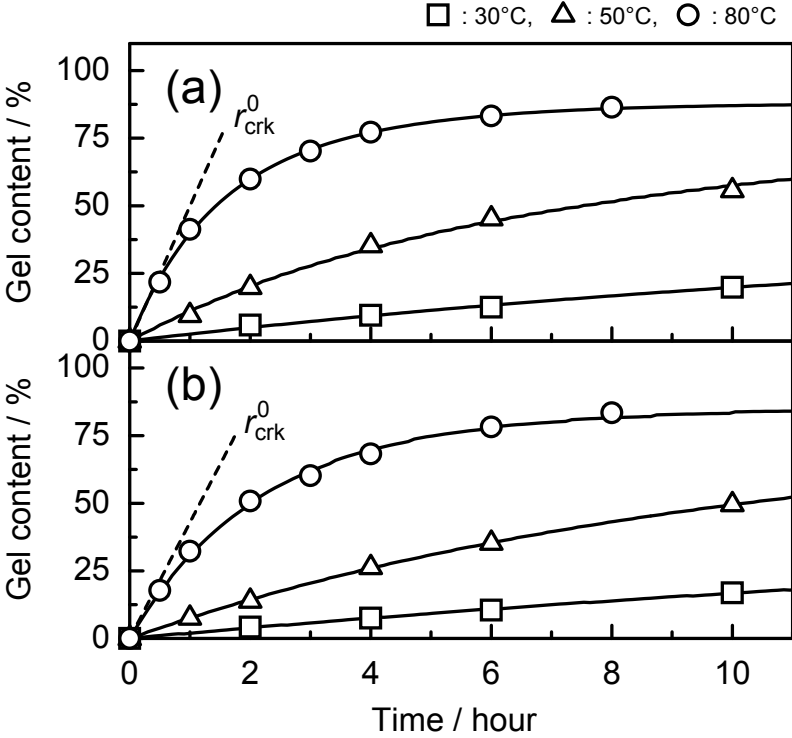 □ : 30°C, △ : 50°C, ○ : 80°C
(a)
r⁰crk
Gel content / %
100
75
50
25
0
(b)
r⁰crk
Gel content / %
100
75
50
25
0
0 2 4 6 8 10
Time / hour